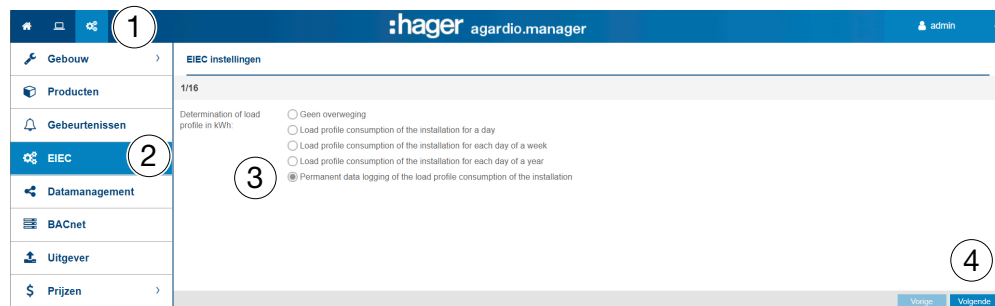 1
:hager agardio.manager
admin
Gebouw
Producten
Gebeurtenissen
EIEC
2
Datamanagement
BACnet
Uitgever
Prijzen
EIEC instellingen
1/16
Determination of load
profile in kWh:
Geen overweging
Load profile consumption of the installation for a day
Load profile consumption of the installation for each day of a week
Load profile consumption of the installation for each day of a year
Permanent data logging of the load profile consumption of the installation
3
4
Vorige
Volgende